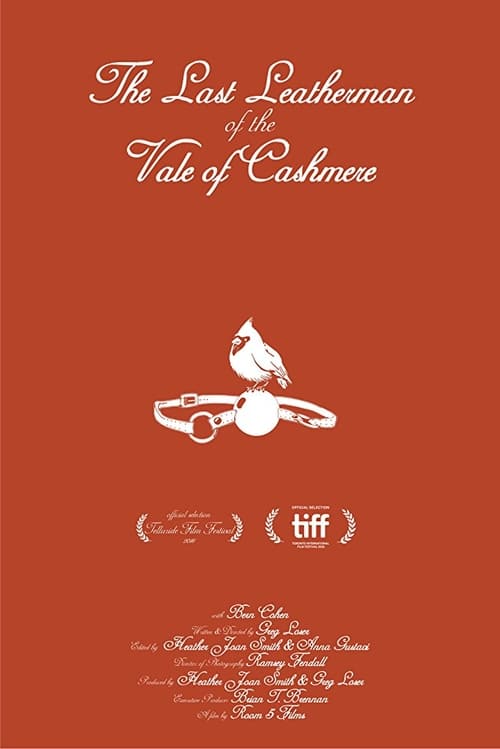 The Last Leatherman
of the
Vale of Cashmere
official selection
Telluride Film Festival
2016
OFFICIAL SELECTION
tiff
TORONTO INTERNATIONAL
FILM FESTIVAL 2016
with Bern Cohen
Written & Directed by Greg Loser
Edited by Heather Joan Smith & Anna Gustavi
Director of Photography Ramsey Fendall
Produced by Heather Joan Smith & Greg Loser
Executive Producer Brian T. Brennan
A film by Room 5 Films